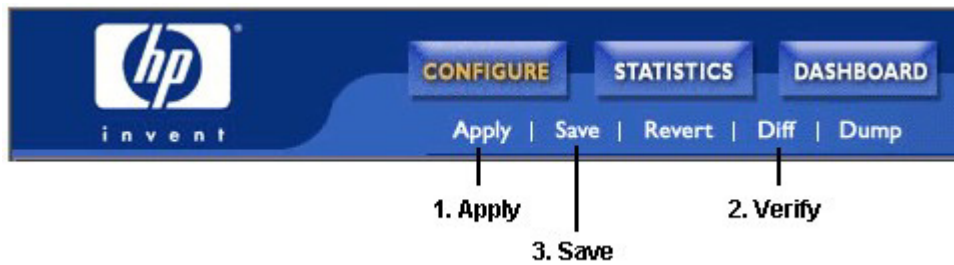 hp
invent
CONFIGURE STATISTICS DASHBOARD
Apply | Save | Revert | Diff | Dump
1. Apply 2. Verify
3. Save